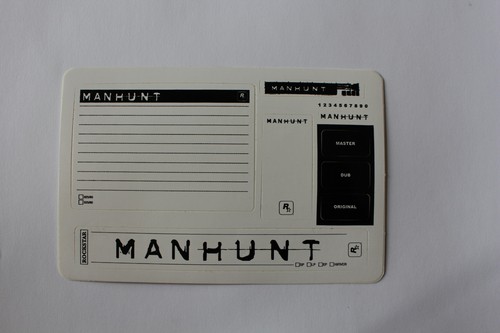 MANHUNT
MANHUNT
1234567890
MANHUNT
MANHUNT
MASTER
DUB
ORIGINAL
R
ROCKSTAR
MANHUNT
R